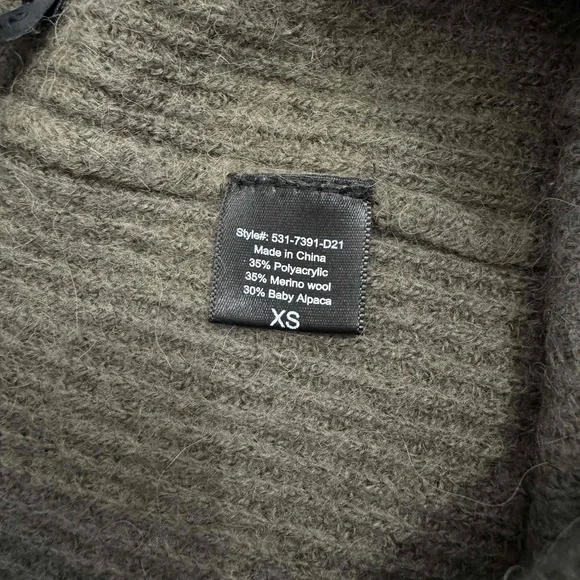 Style#: 531-7391-D21
Made in China
35% Polyacrylic
35% Merino wool
30% Baby Alpaca
XS